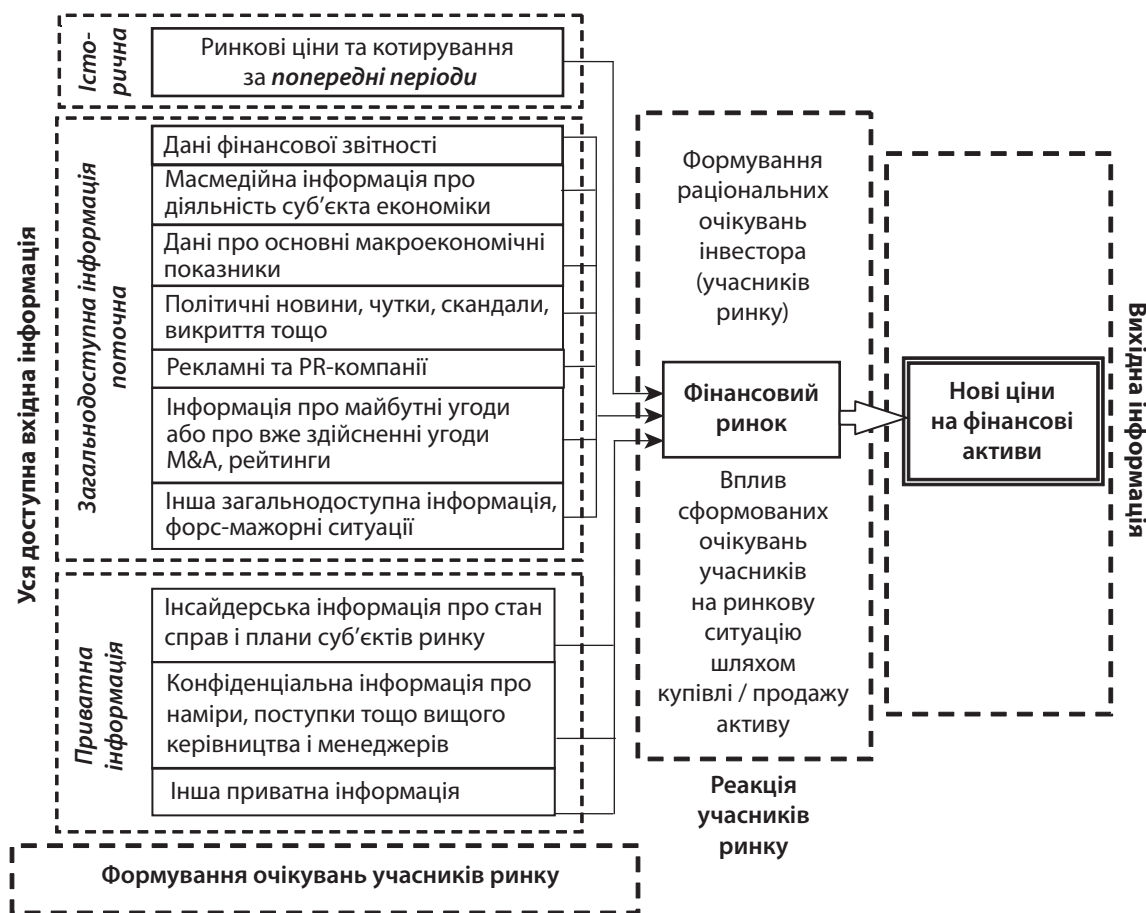 Уся доступна вхідна інформація
Істо-
рична
Ринкові ціни та котирування
за попередні періоди
Загальнодоступна інформація
поточна
Дані фінансової звітності
Масмедійна інформація про
діяльність суб’єкта економіки
Дані про основні макроекономічні
показники
Політичні новини, чутки, скандали,
викриття тощо
Рекламні та PR-компанії
Інформація про майбутні угоди
або про вже здійсненні угоди
M&A, рейтинги
Інша загальнодоступна інформація,
форс-мажорні ситуації
Приватна
інформація
Інсайдерська інформація про стан
справ і плани суб’єктів ринку
Конфіденціальна інформація про
наміри, поступки тощо вищого
керівництва і менеджерів
Інша приватна інформація
Формування очікувань учасників ринку
Формування
раціональних
очікувань
інвестора
(учасників
ринку)
Фінансовий
ринок
Вплив
сформованих
очікувань
учасників
на ринкову
ситуацію
шляхом
купівлі / продажу
активу
Реакція
учасників
ринку
Нові ціни
на фінансові
активи
Вихідна інформація